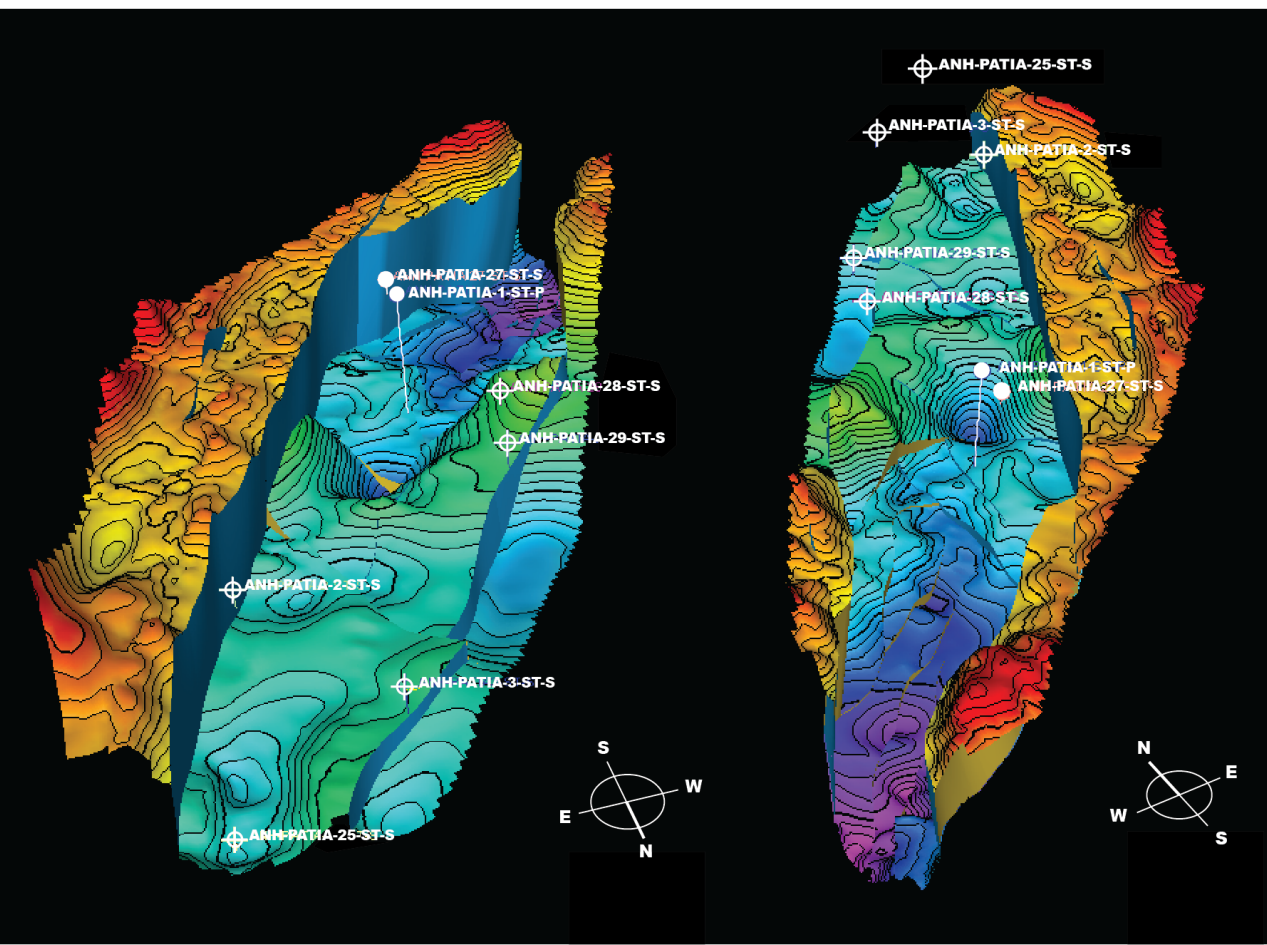 ANH-PATIA-27-ST-S
ANH-PATIA-1-ST-P
ANH-PATIA-28-ST-S
ANH-PATIA-29-ST-S
ANH-PATIA-2-ST-S
ANH-PATIA-3-ST-S
ANH-PATIA-25-ST-S
S
W
E
N
ANH-PATIA-25-ST-S
ANH-PATIA-3-ST-S
ANH-PATIA-2-ST-S
ANH-PATIA-29-ST-S
ANH-PATIA-28-ST-S
ANH-PATIA-1-ST-P
ANH-PATIA-27-ST-S
N
E
W
S